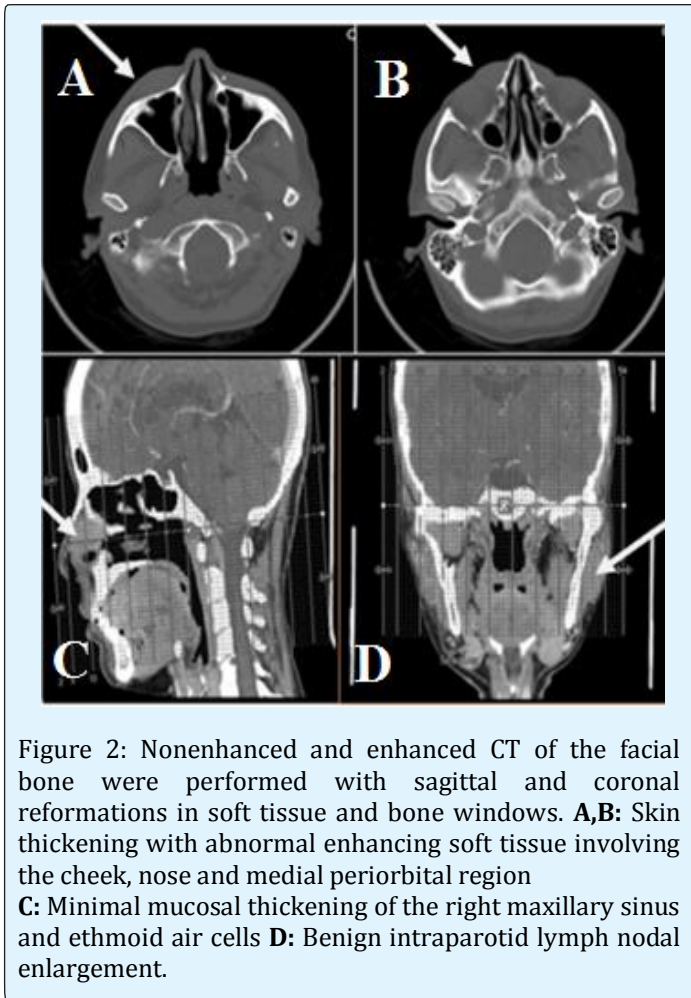 A
B
C
D
Figure 2: Nonenhanced and enhanced CT of the facial
bone were performed with sagittal and coronal
reformations in soft tissue and bone windows. A,B: Skin
thickening with abnormal enhancing soft tissue involving
the cheek, nose and medial periorbital region
C: Minimal mucosal thickening of the right maxillary sinus
and ethmoid air cells D: Benign intraparotid lymph nodal
enlargement.